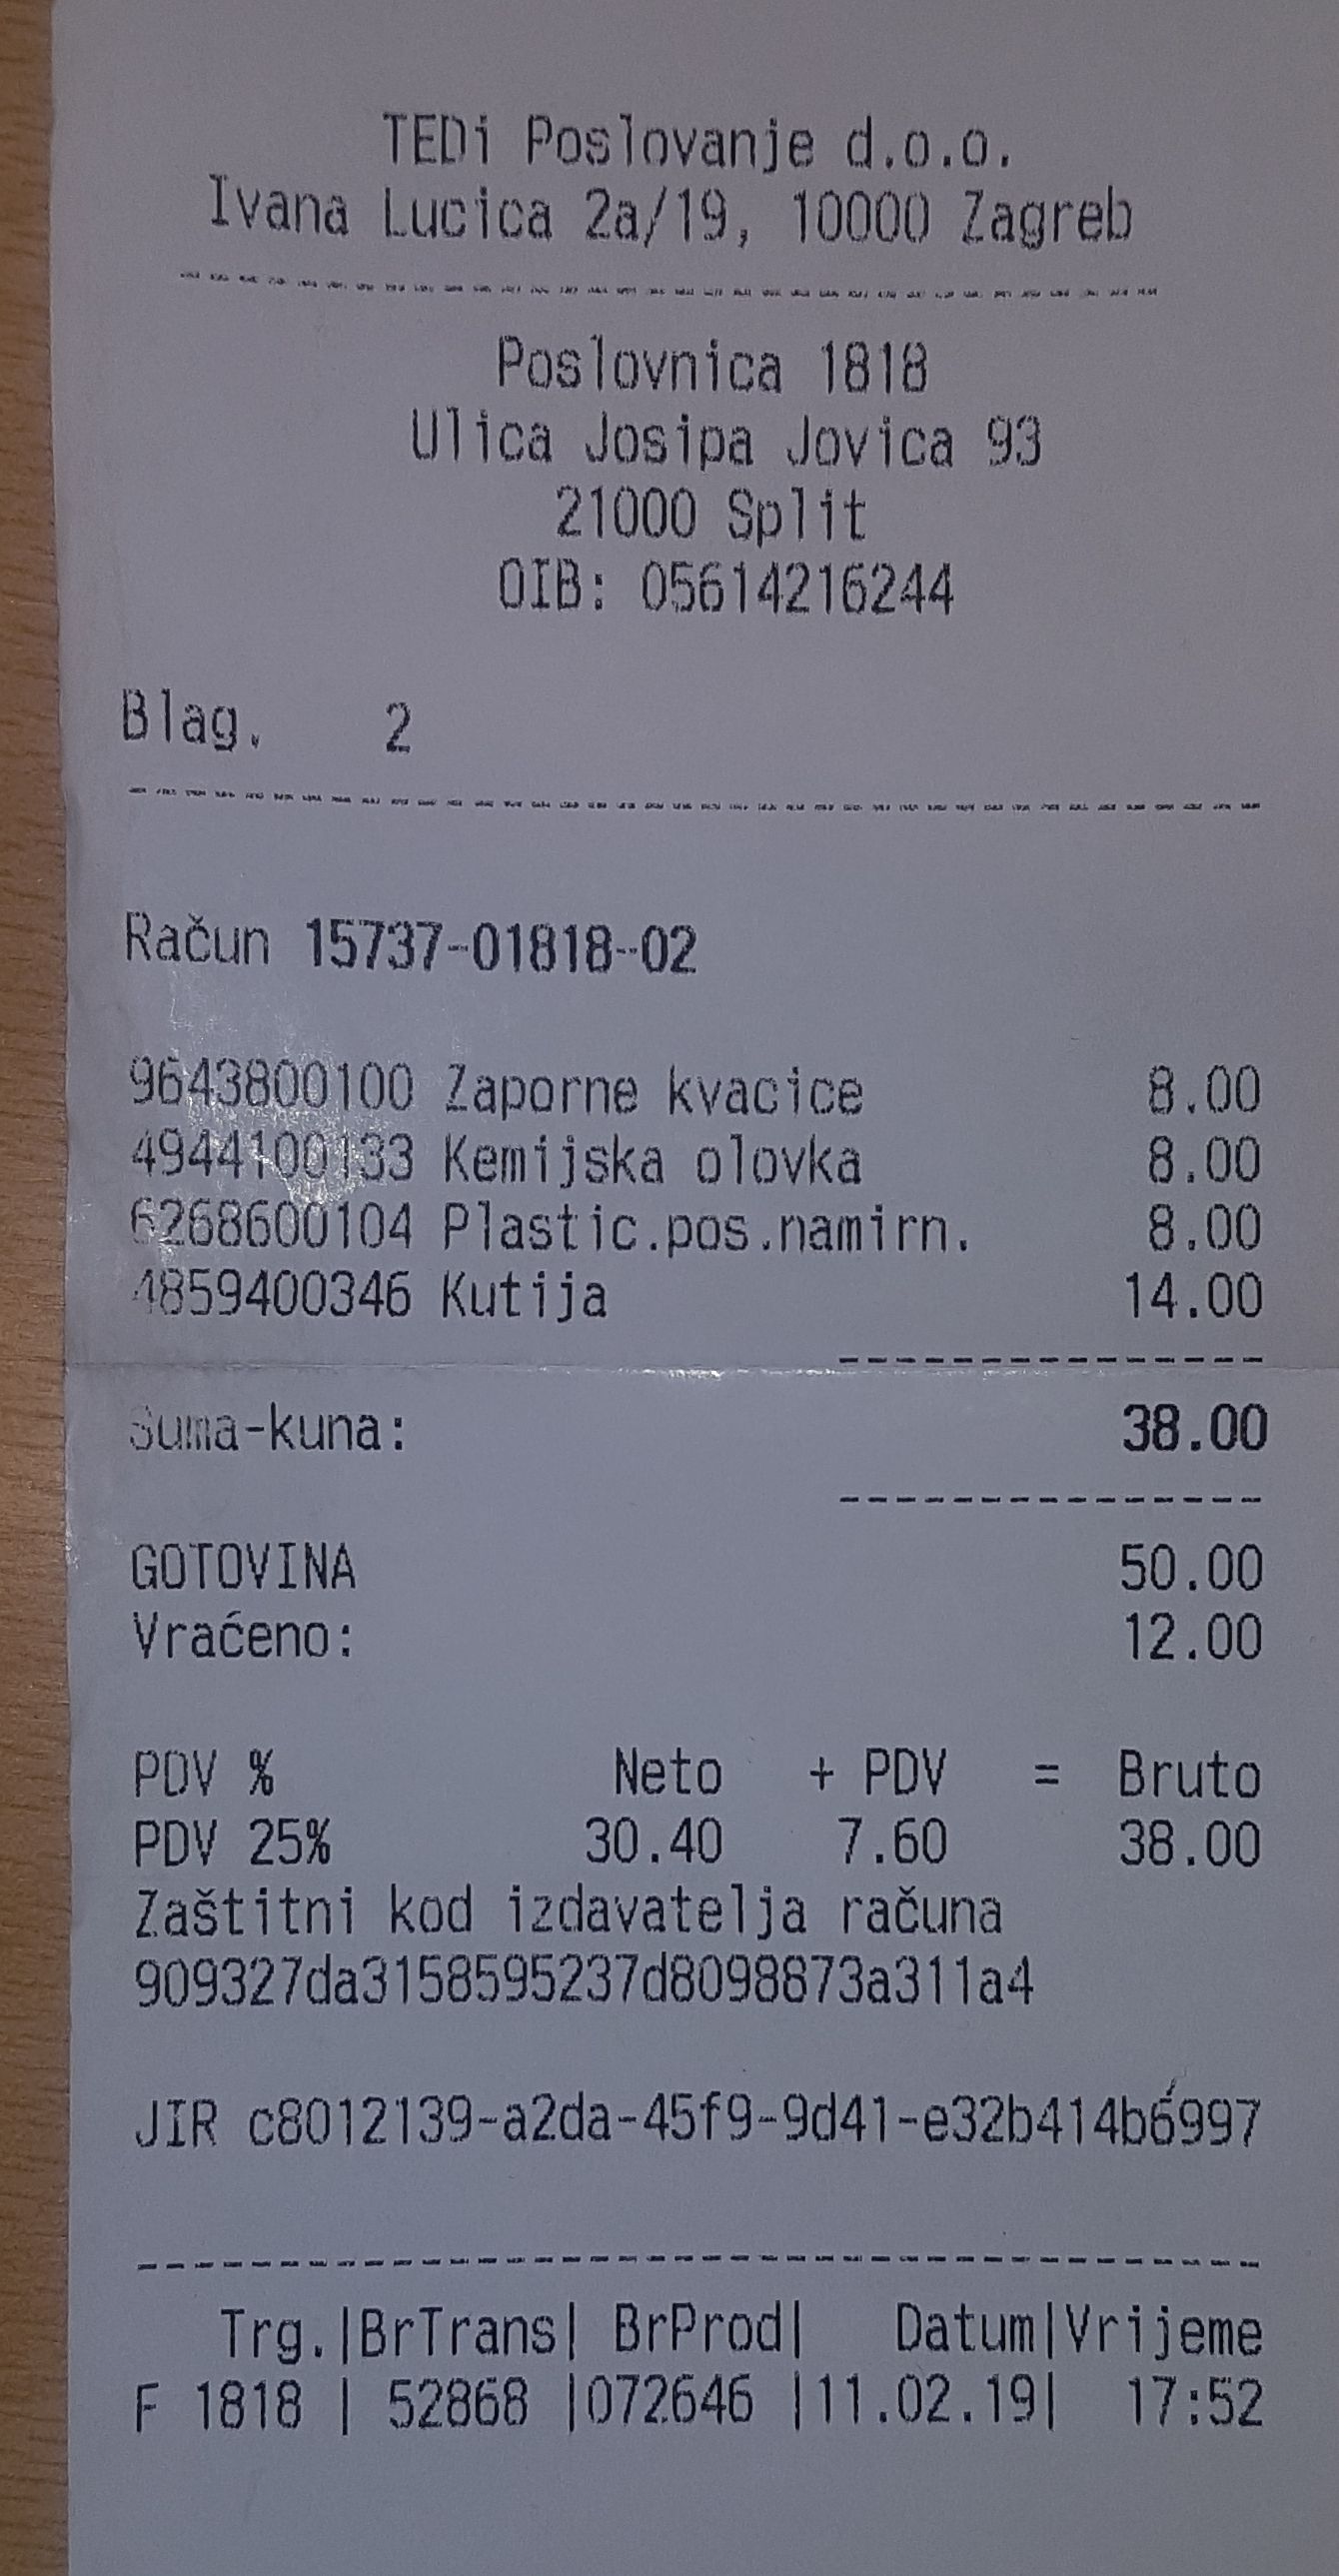 TEDi Poslovanje d.o.o.
Ivana Lucica 2a/19, 10000 Zagreb
Poslovnica 1818
Ulica Josipa Jovica 93
21000 Split
OIB: 05614216244
Blag. 2
Račun 15737-01818-02
9643800100 Zaporne kvacice 8.00
4944100133 Kemijska olovka 8.00
6268600104 Plastic.pos.namirn. 8.00
4859400346 Kutija 14.00
Suma-kuna: 38.00
GOTOVINA 50.00
Vraćeno: 12.00
PDV % Neto + PDV = Bruto
PDV 25% 30.40 7.60 38.00
Zaštitni kod izdavatelja računa
909327da3158595237d8098673a311a4
JIR c8012139-a2da-45f9-9d41-e32b414b6997
Trg.|BrTrans| BrProd| Datum|Vrijeme
F 1818 | 52868 |072646 |11.02.19| 17:52